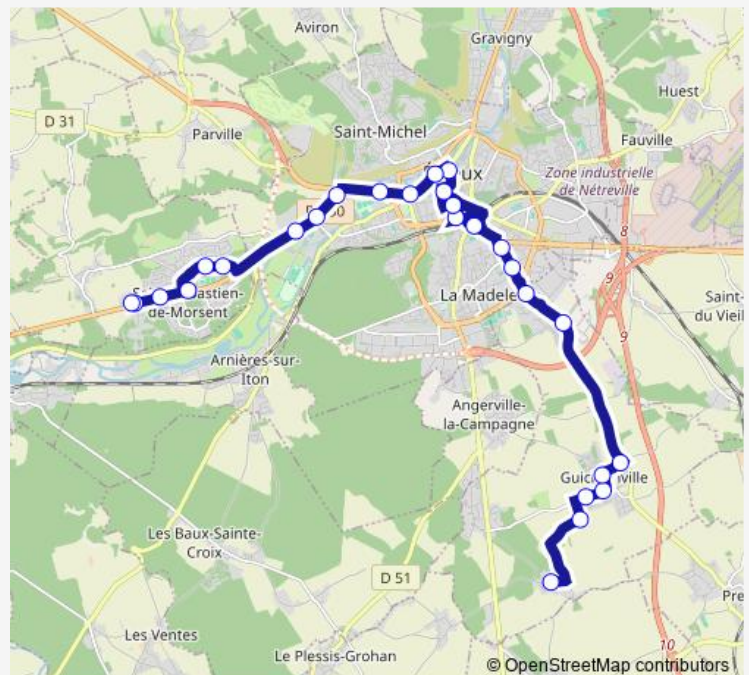 Aviron
Gravigny
Huest
D 31
Parville
Saint-Michel
Fauville
Zone industrielle
de Nétreville
8
9
La Madele
Saint-
du Vieil
9
de-Morsent
Arnières-sur-
Iton
Angerville-
la-Campagne
Les Baux-Sainte-
Croix
D 51
Les Ventes
Le Plessis-Grohan
10
Pre
© OpenStreetMap contributors